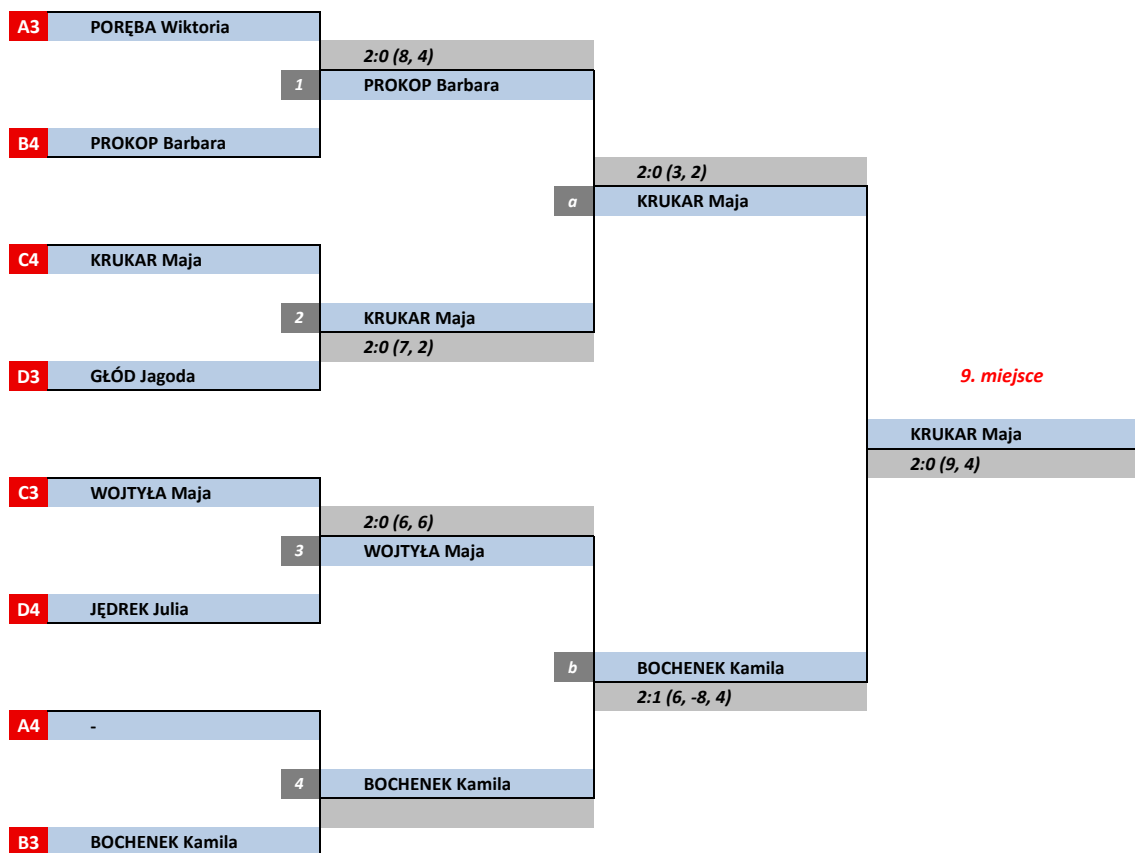 A3 PORĘBA Wiktoria
2:0 (8, 4)
1 PROKOP Barbara
B4 PROKOP Barbara
2:0 (3, 2)
a KRUKAR Maja
C4 KRUKAR Maja
2 KRUKAR Maja
2:0 (7, 2)
D3 GŁÓD Jagoda
9. miejsce
KRUKAR Maja
2:0 (9, 4)
C3 WOJTYŁA Maja
2:0 (6, 6)
3 WOJTYŁA Maja
D4 JĘDREK Julia
b BOCHENEK Kamila
2:1 (6, -8, 4)
A4 -
4 BOCHENEK Kamila
B3 BOCHENEK Kamila